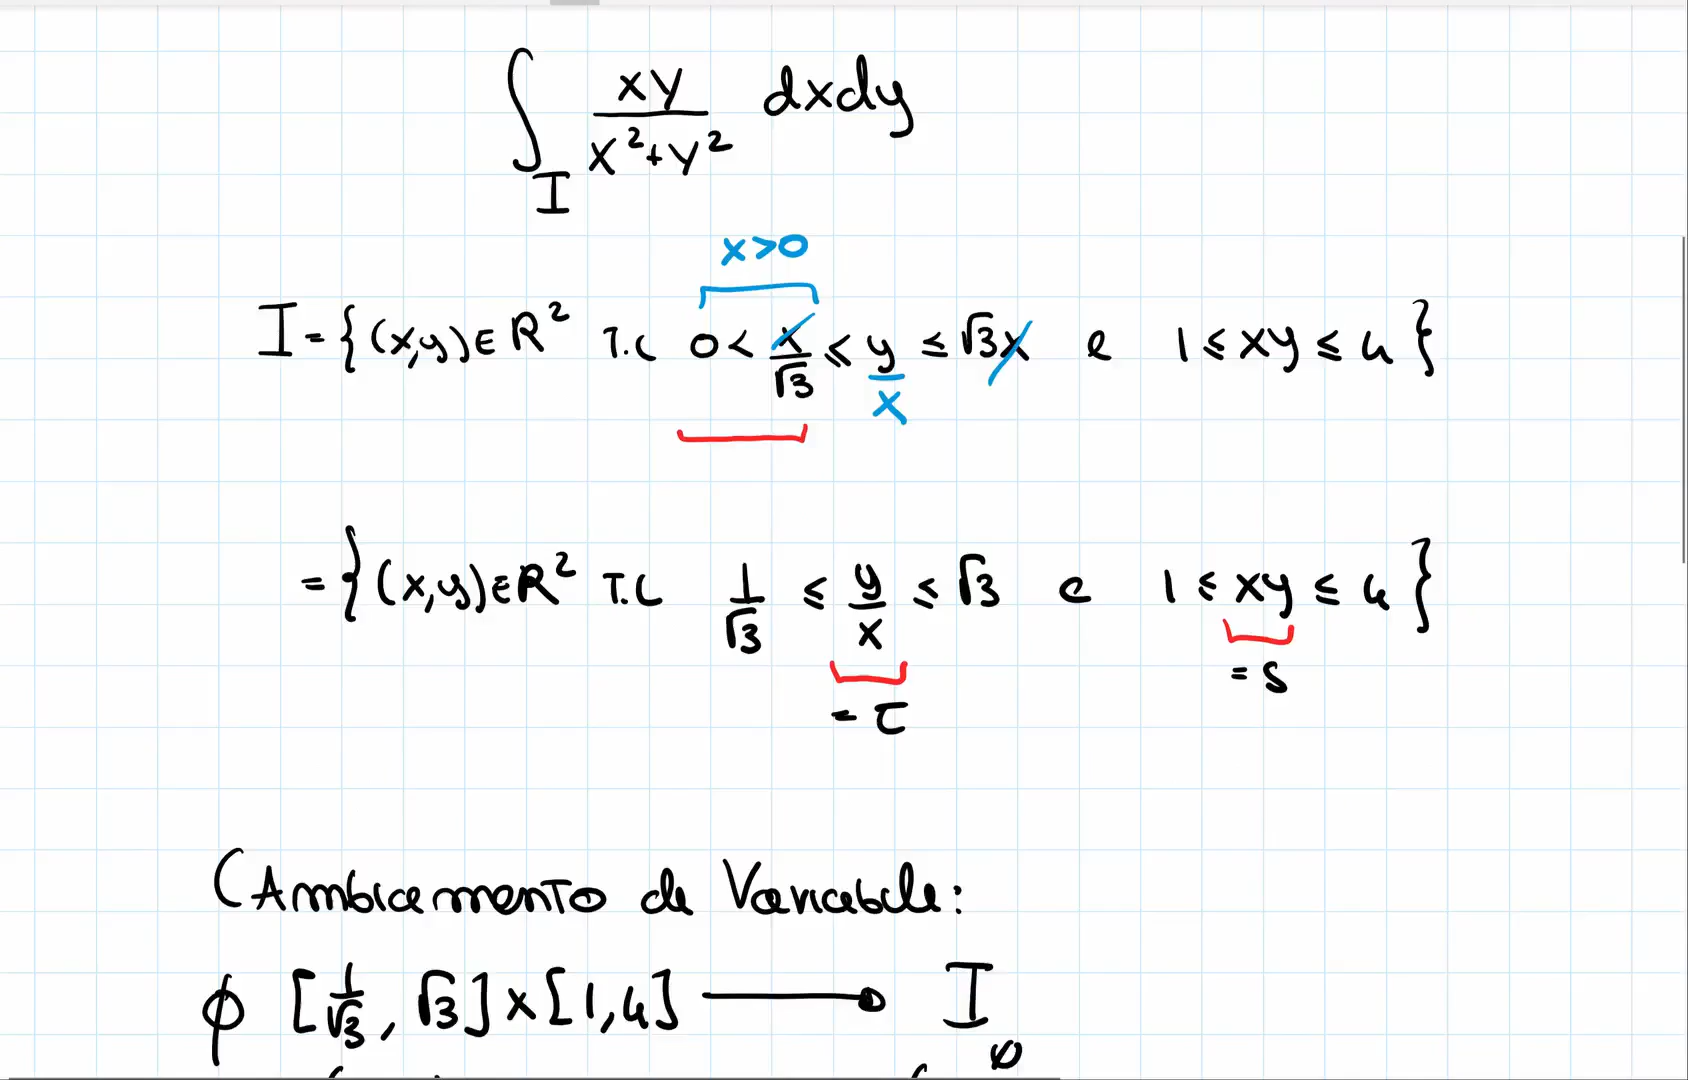 ∫_I xy / (x²+y²) dxdy
x>0
I = {(x,y)∈R² T.C 0 < x/√3 ≤ y/x ≤ √3x e 1 ≤ xy ≤ 4}
= {(x,y)∈R² T.C 1/√3 ≤ y/x ≤ √3 e 1 ≤ xy ≤ 4}
= τ = s
Cambiamento di Variabile:
φ [1/√3, √3] × [1,4] → I